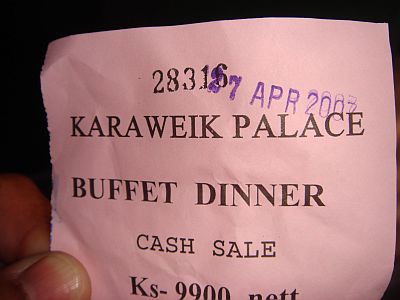 28316 27 APR 2007
KARAWEIK PALACE
BUFFET DINNER
CASH SALE
Ks- 9900 nett